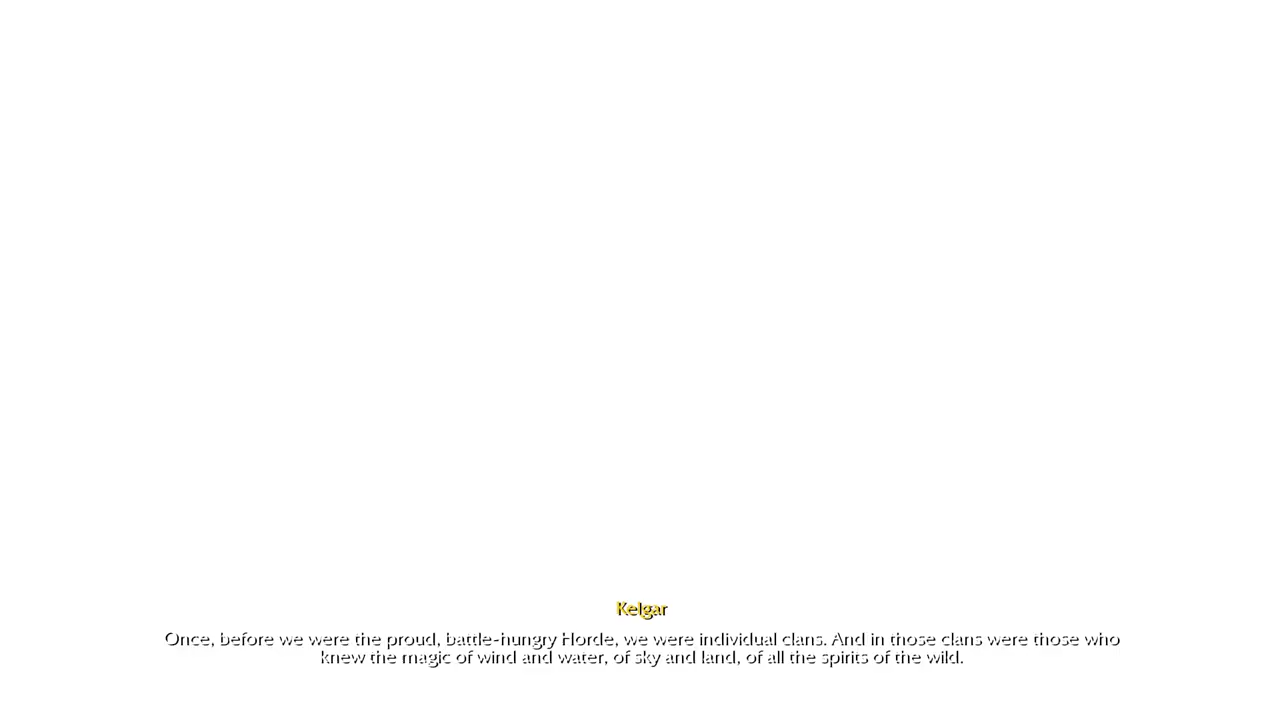 Kelgar
Once, before we were the proud, battle-hungry Horde, we were individual clans. And in those clans were those who
knew the magic of wind and water, of sky and land, of all the spirits of the wild.